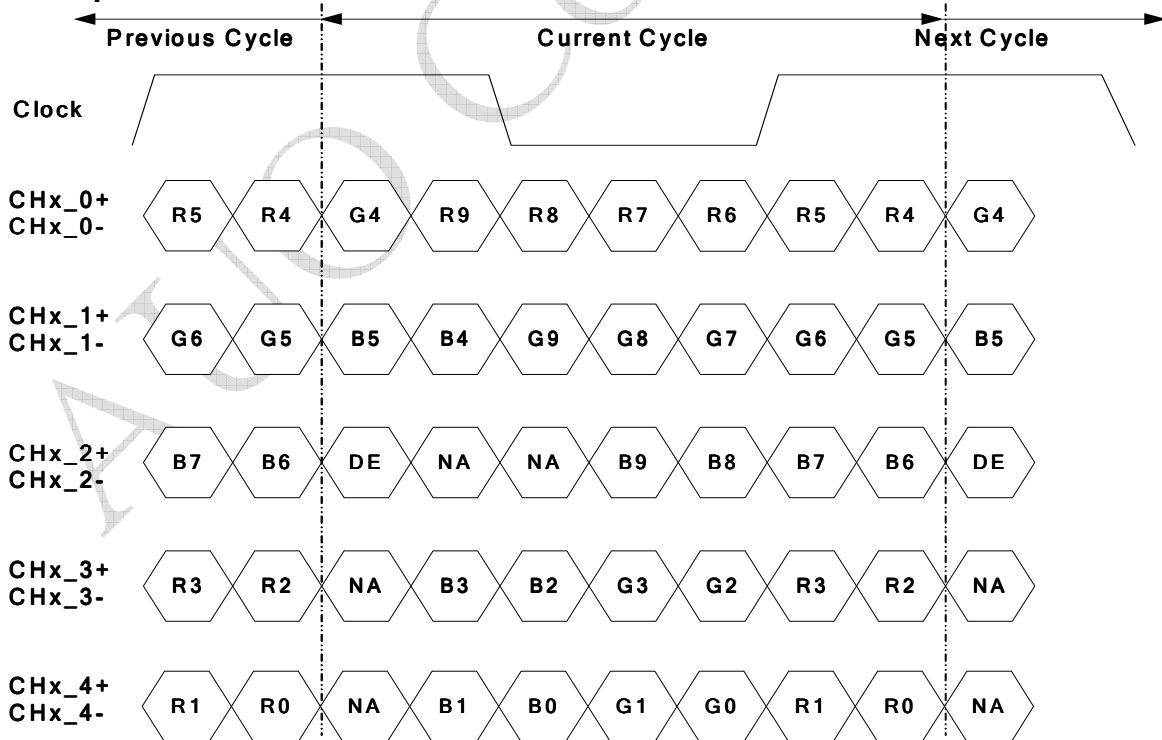 Previous Cycle Current Cycle Next Cycle
Clock
CHx_0+
CHx_0-
R5 R4 G4 R9 R8 R7 R6 R5 R4 G4
CHx_1+
CHx_1-
G6 G5 B5 B4 G9 G8 G7 G6 G5 B5
CHx_2+
CHx_2-
B7 B6 DE NA NA B9 B8 B7 B6 DE
CHx_3+
CHx_3-
R3 R2 NA B3 B2 G3 G2 R3 R2 NA
CHx_4+
CHx_4-
R1 R0 NA B1 B0 G1 G0 R1 R0 NA
AUO